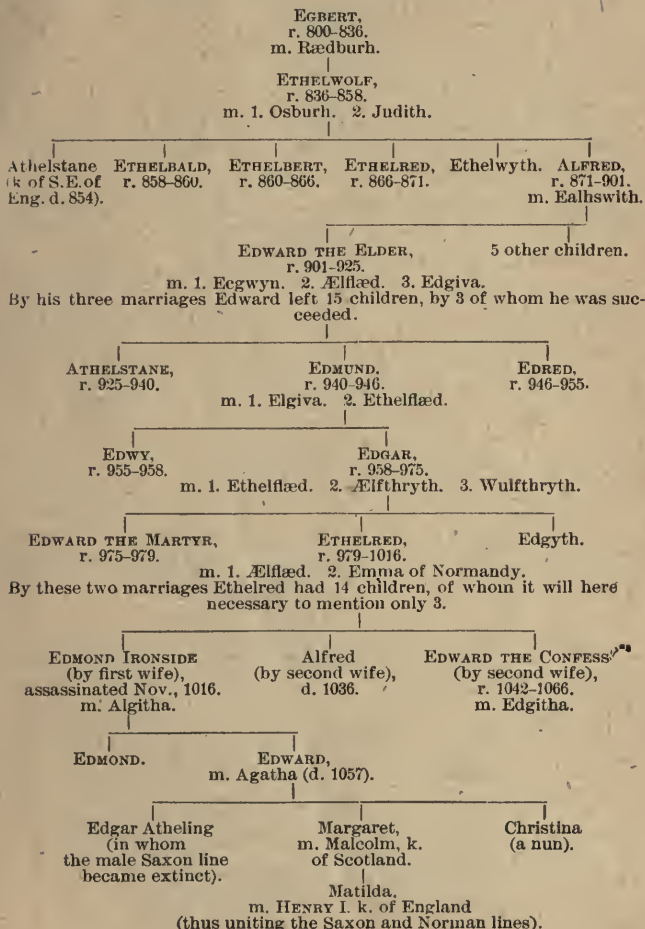 EGBERT,
r. 800-836.
m. Rædburh.
ETHELWOLF,
r. 836-858.
m. 1. Osburh. 2. Judith.
Athelstane ETHELBALD, ETHELBERT, ETHELRED, Ethelwyth. ALFRED,
(k of S.E. of r. 858-860. r. 860-866. r. 866-871. r. 871-901.
Eng. d. 854). m. Ealhswith.
EDWARD THE ELDER, 5 other children.
r. 901-925.
m. 1. Ecgwyn. 2. Ælflæd. 3. Edgiva.
By his three marriages Edward left 15 children, by 3 of whom he was suc-
ceeded.
ATHELSTANE, EDMUND. EDRED,
r. 925-940. r. 940-946. r. 946-955.
m. 1. Elgiva. 2. Ethelflæd.
EDWY, EDGAR,
r. 955-958. r. 958-975.
m. 1. Ethelflæd. 2. Ælfthryth. 3. Wulfthryth.
EDWARD THE MARTYR, ETHELRED, Edgyth.
r. 975-979. r. 979-1016.
m. 1. Ælflæd. 2. Emma of Normandy.
By these two marriages Ethelred had 14 children, of whom it will here
necessary to mention only 3.
EDMOND IRONSIDE Alfred EDWARD THE CONFESS
(by first wife), (by second wife), (by second wife),
assassinated Nov., 1016. d. 1036. r. 1042-1066.
m. Algitha. m. Edgitha.
EDMOND. EDWARD,
m. Agatha (d. 1057).
Edgar Atheling Margaret, Christina
(in whom m. Malcolm, k. (a nun).
the male Saxon line of Scotland.
became extinct).
Matilda,
m. HENRY I. k. of England
(thus uniting the Saxon and Norman lines).